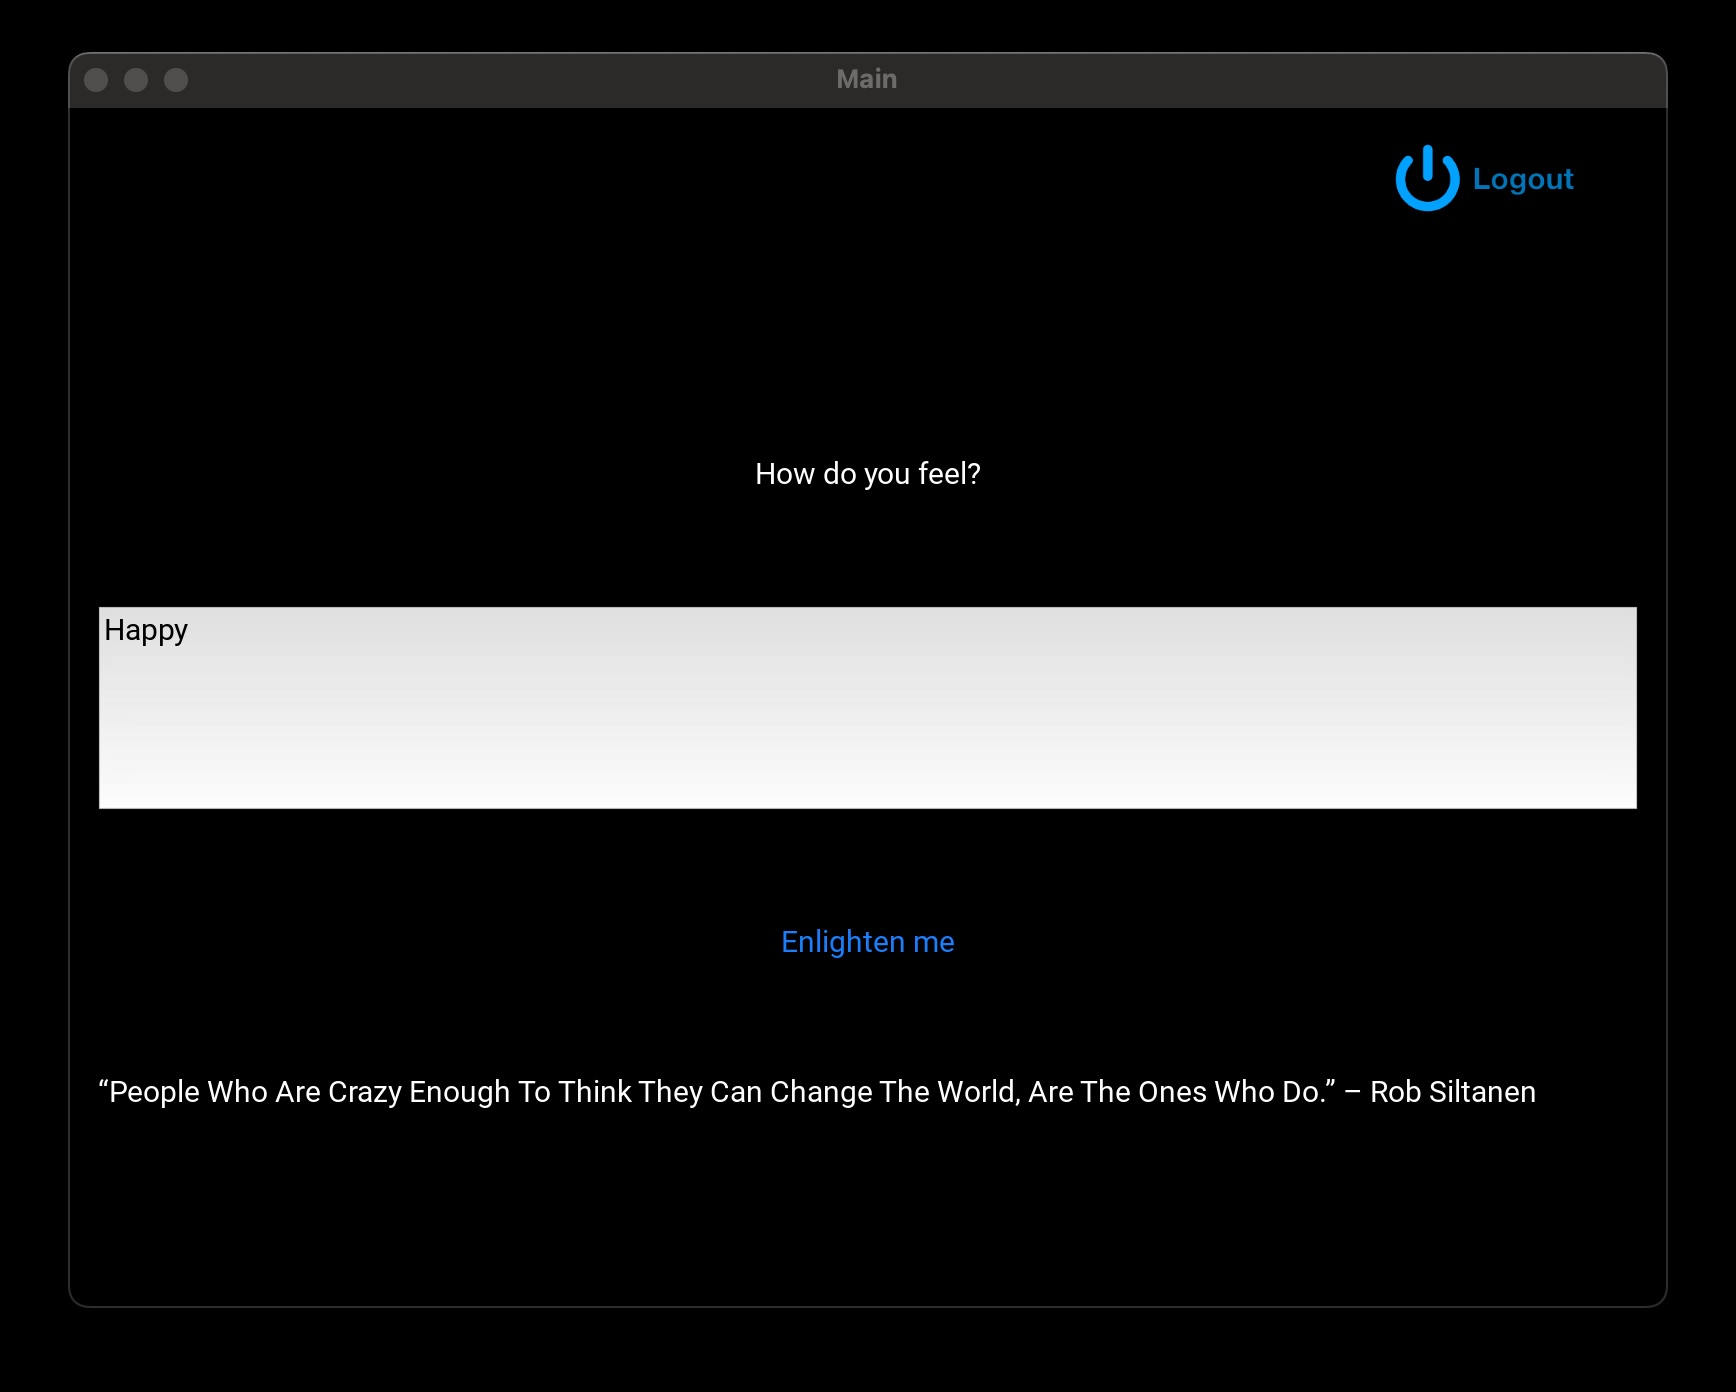 Main
Logout
How do you feel?
Happy
Enlighten me
“People Who Are Crazy Enough To Think They Can Change The World, Are The Ones Who Do.” – Rob Siltanen